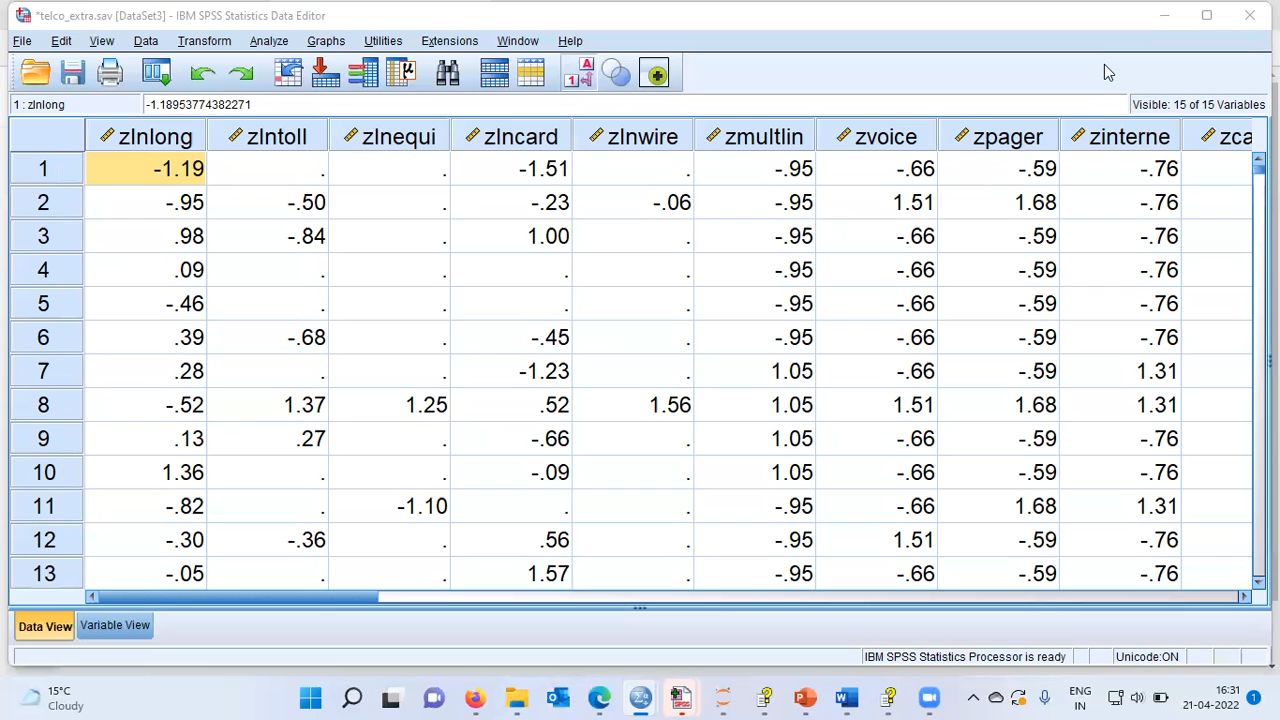 *telco_extra.sav [DataSet3] - IBM SPSS Statistics Data Editor
File Edit View Data Transform Analyze Graphs Utilities Extensions Window Help
1 : zlnlong -1.18953774382271 Visible: 15 of 15 Variables
zlnlong zlntoll zlnequi zlncard zlnwire zmultlin zvoice zpager zinterne zca
1 -1.19 . . -1.51 . -.95 -.66 -.59 -.76
2 -.95 -.50 . -.23 -.06 -.95 1.51 1.68 -.76
3 .98 -.84 . 1.00 . -.95 -.66 -.59 -.76
4 .09 . . . . -.95 -.66 -.59 -.76
5 -.46 . . . . -.95 -.66 -.59 -.76
6 .39 -.68 . -.45 . -.95 -.66 -.59 -.76
7 .28 . . -1.23 . 1.05 -.66 -.59 1.31
8 -.52 1.37 1.25 .52 1.56 1.05 1.51 1.68 1.31
9 .13 .27 . -.66 . 1.05 -.66 -.59 -.76
10 1.36 . . -.09 . 1.05 -.66 -.59 -.76
11 -.82 . -1.10 . . -.95 -.66 1.68 1.31
12 -.30 -.36 . .56 . -.95 1.51 -.59 -.76
13 -.05 . . 1.57 . -.95 -.66 -.59 -.76
Data View Variable View
IBM SPSS Statistics Processor is ready Unicode:ON
15°C
Cloudy
ENG
IN
16:31
21-04-2022
1